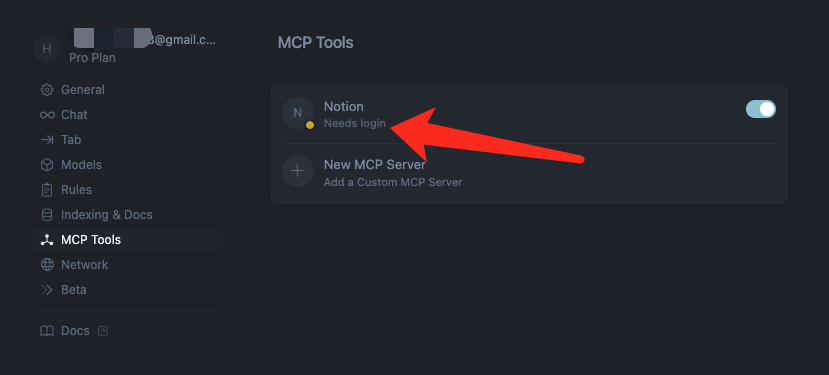 H
8@gmail.c...
Pro Plan
General
Chat
Tab
Models
Rules
Indexing & Docs
MCP Tools
Network
Beta
Docs
MCP Tools
N
Notion
Needs login
New MCP Server
Add a Custom MCP Server